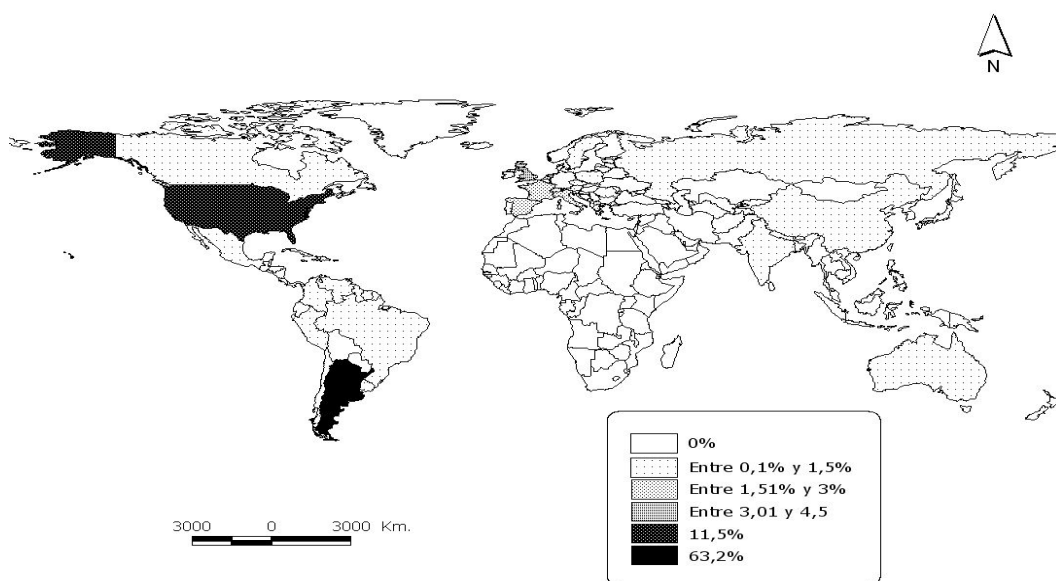 N
0%
Entre 0,1% y 1,5%
Entre 1,51% y 3%
Entre 3,01 y 4,5
11,5%
63,2%
3000 0 3000 Km.